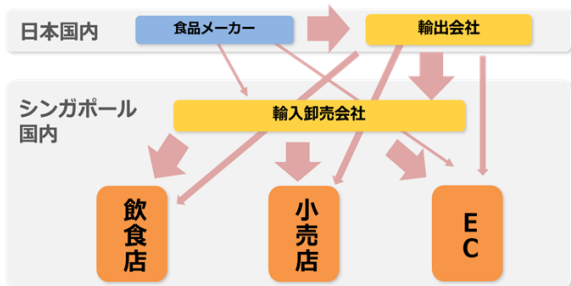 日本国内
食品メーカー
輸出会社
シンガポール
国内
輸入卸売会社
飲食店
小売店
EC